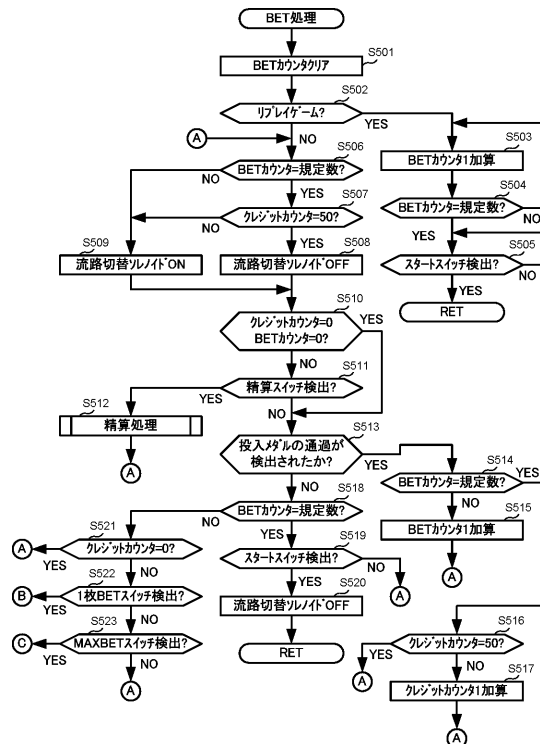 BET処理
S501
BETカウンタクリア
S502
リプレイゲーム?
YES
NO
A
S503
BETカウンタ1加算
S504
BETカウンタ=規定数?
YES
NO
S505
スタートスイッチ検出?
NO
YES
RET
S506
BETカウンタ=規定数?
NO
YES
S507
クレジットカウンタ=50?
NO
YES
S509
流路切替ソレノイドON
S508
流路切替ソレノイドOFF
S510
クレジットカウンタ=0
BETカウンタ=0?
YES
NO
S511
精算スイッチ検出?
YES
NO
S512
精算処理
A
S513
投入メダルの通過が
検出されたか?
YES
NO
S514
BETカウンタ=規定数?
YES
NO
S515
BETカウンタ1加算
A
S518
BETカウンタ=規定数?
NO
YES
S519
スタートスイッチ検出?
NO
A
YES
S520
流路切替ソレノイドOFF
RET
S521
クレジットカウンタ=0?
A
YES
NO
S522
1枚BETスイッチ検出?
B
YES
NO
S523
MAXBETスイッチ検出?
C
YES
NO
A
S516
クレジットカウンタ=50?
YES
A
NO
S517
クレジットカウンタ1加算
A